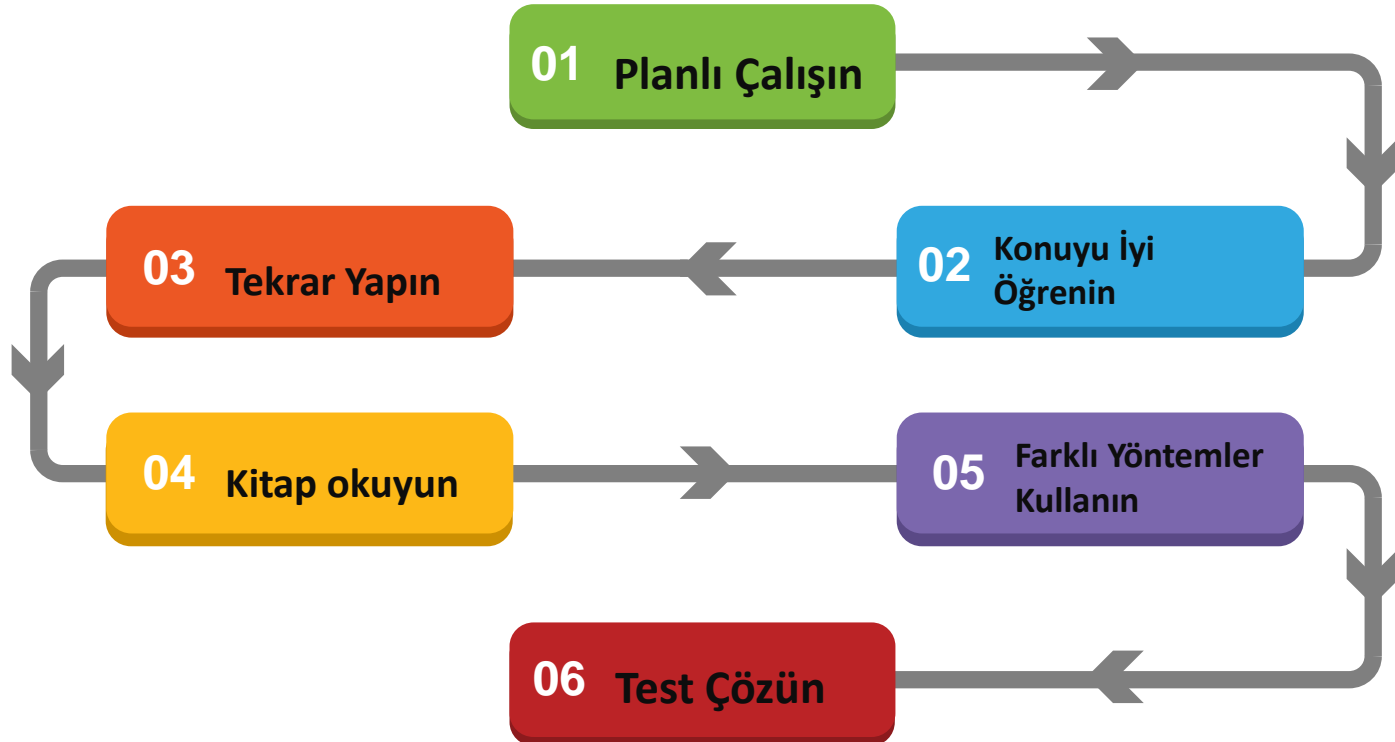 01 Planlı Çalışın
02 Konuyu İyi
Öğrenin
03 Tekrar Yapın
04 Kitap okuyun
05 Farklı Yöntemler
Kullanın
06 Test Çözün